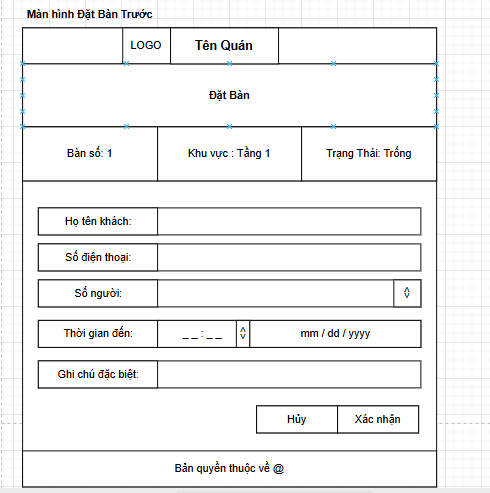 Màn hình Đặt Bàn Trước
LOGO
Tên Quán
Đặt Bàn
Bàn số: 1
Khu vực : Tầng 1
Trạng Thái: Trống
Họ tên khách:
Số điện thoại:
Số người:
Thời gian đến:
_ _ : _ _
mm / dd / yyyy
Ghi chú đặc biệt:
Hủy
Xác nhận
Bản quyền thuộc về @